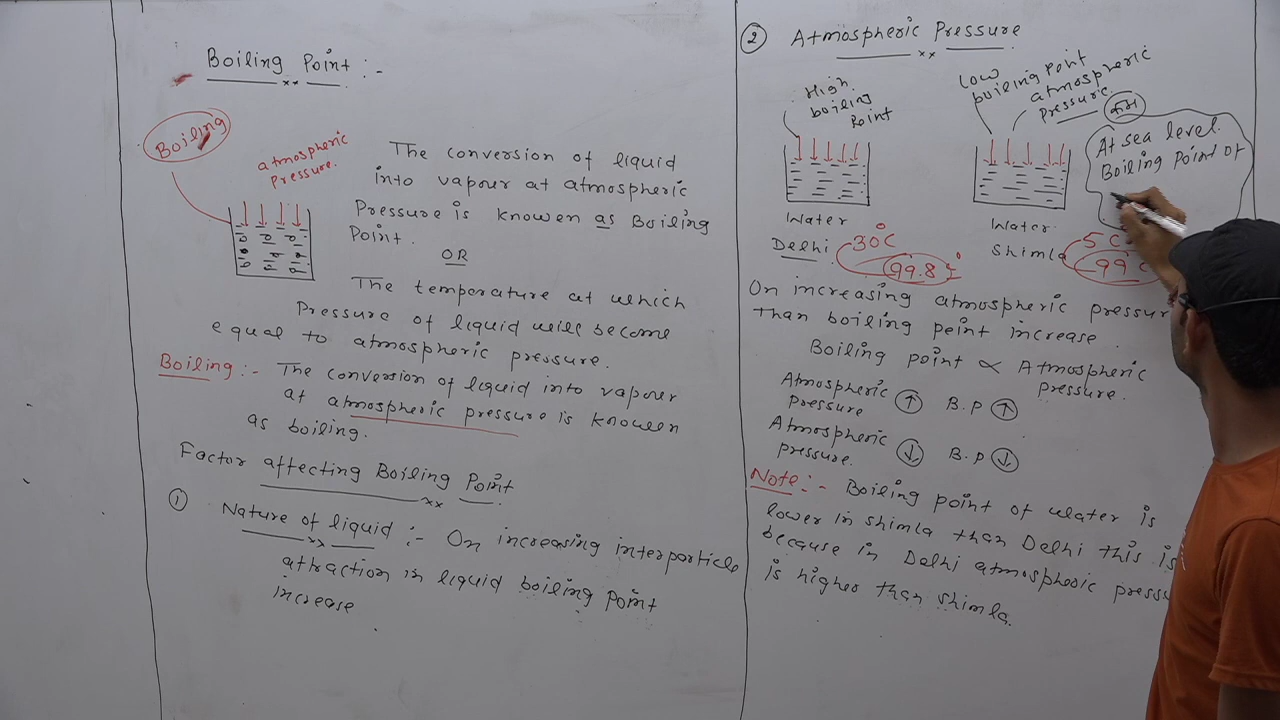 Boiling Point :-
Boiling
atmospheric
Pressure.
The conversion of liquid
into vapour at atmospheric
Pressure is knowen as Boiling
Point.
OR
The temperature at which
Pressure of liquid will become
equal to atmospheric pressure.
Boiling :- The conversion of liquid into vapour
at atmospheric pressure is knowen
as boiling.
Factor affecting Boiling Point
① Nature of liquid :- On increasing interparticle
attraction in liquid boiling Point
increase
② Atmospheric Pressure
High
boiling
Point
Low
boiling point
atmospheric
pressure.
कम
At sea level.
Boiling Point of
Water
Delhi 30°C
99.8°C
Water
Shimla 5°C
99°C
On increasing atmospheric pressur
than boiling peint increase.
Boiling point ∝ Atmospheric
pressure.
Atmospheric
pressure ↑ B.P ↑
Atmospheric
pressure. ↓ B.P ↓
Note :- Boiling point of water is
lower in shimla than Delhi this is
because in Delhi atmospheric pressu
is higher than shimla.